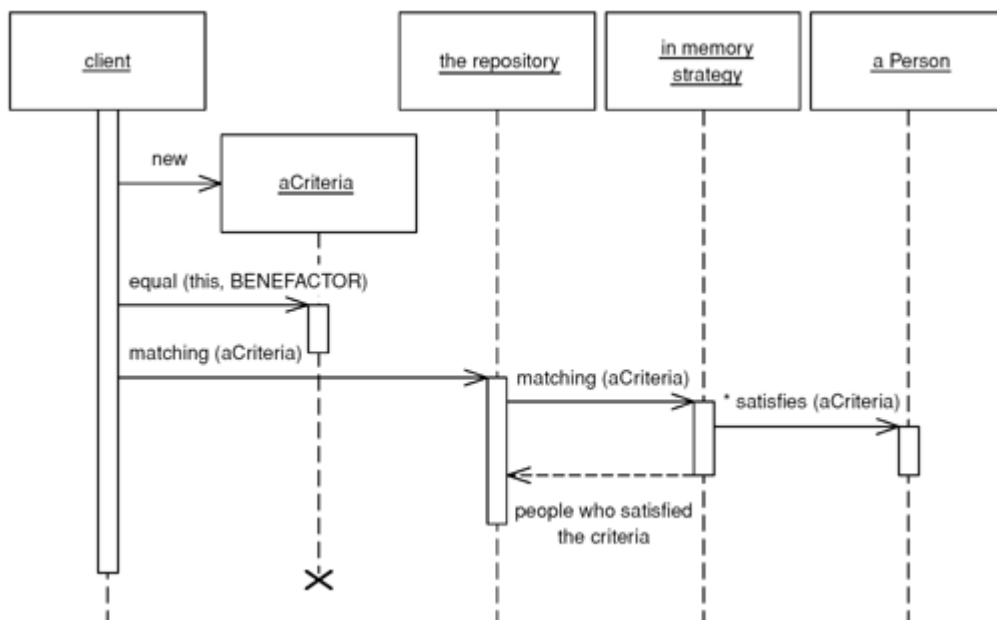 client
the repository
in memory
strategy
a Person
new
aCriteria
equal (this, BENEFACTOR)
matching (aCriteria)
matching (aCriteria)
* satisfies (aCriteria)
people who satisfied
the criteria